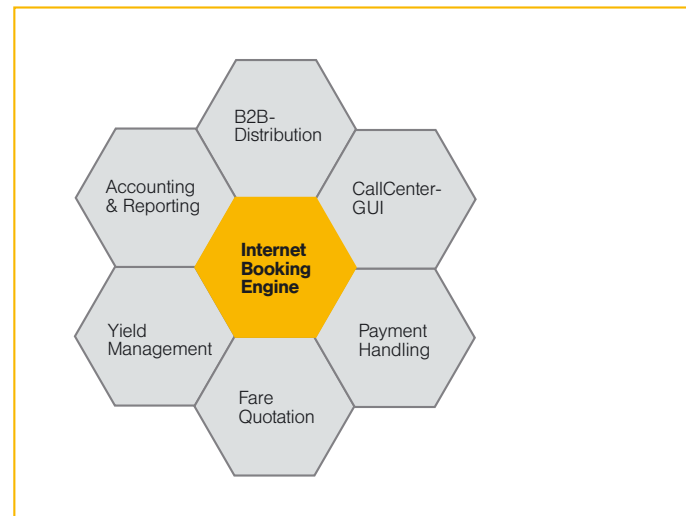 B2B-
Distribution
Accounting
& Reporting
CallCenter-
GUI
Internet
Booking
Engine
Yield
Management
Payment
Handling
Fare
Quotation